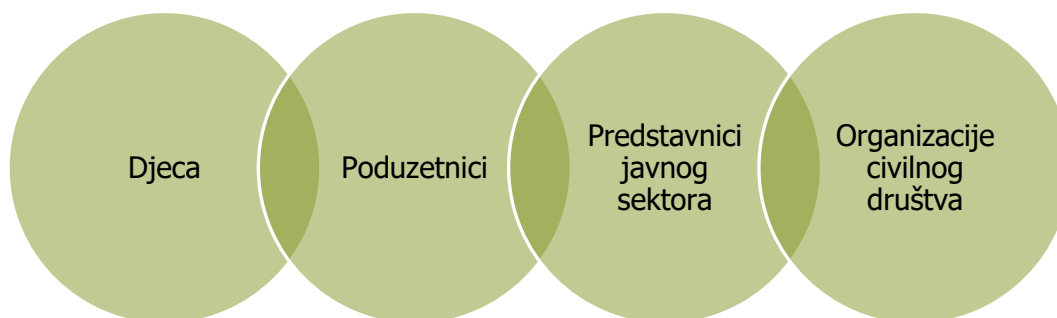 Djeca
Poduzetnici
Predstavnici
javnog
sektora
Organizacije
civilnog
društva